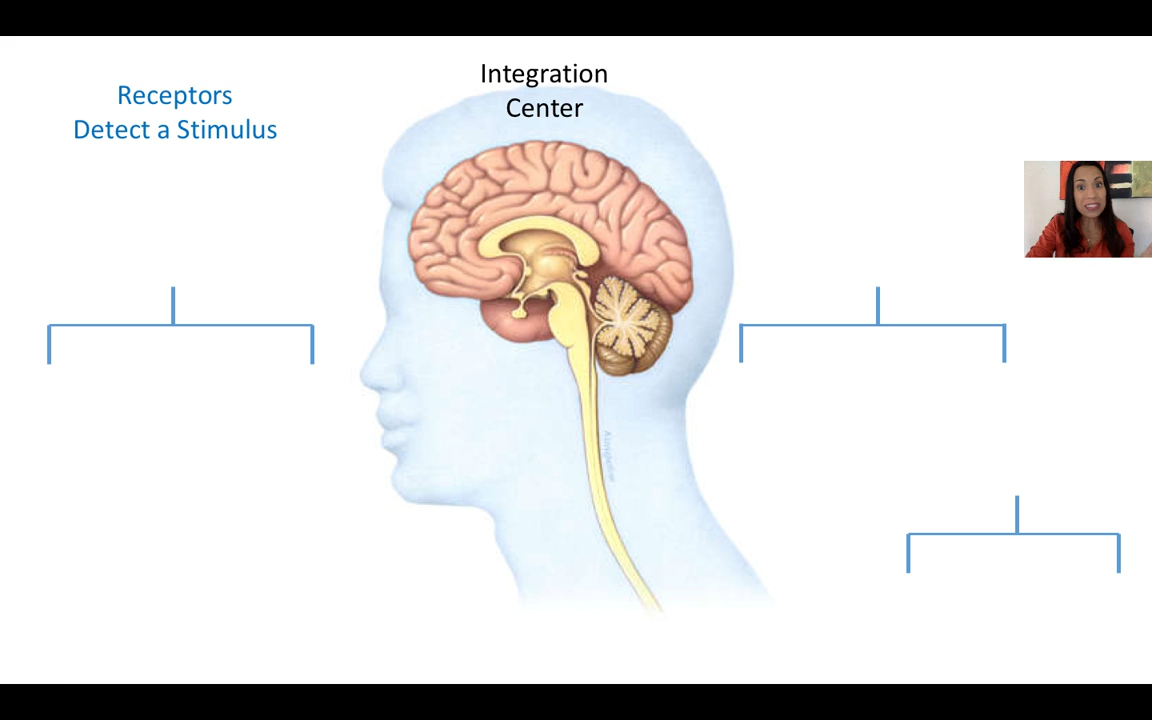 Receptors
Detect a Stimulus
Integration
Center